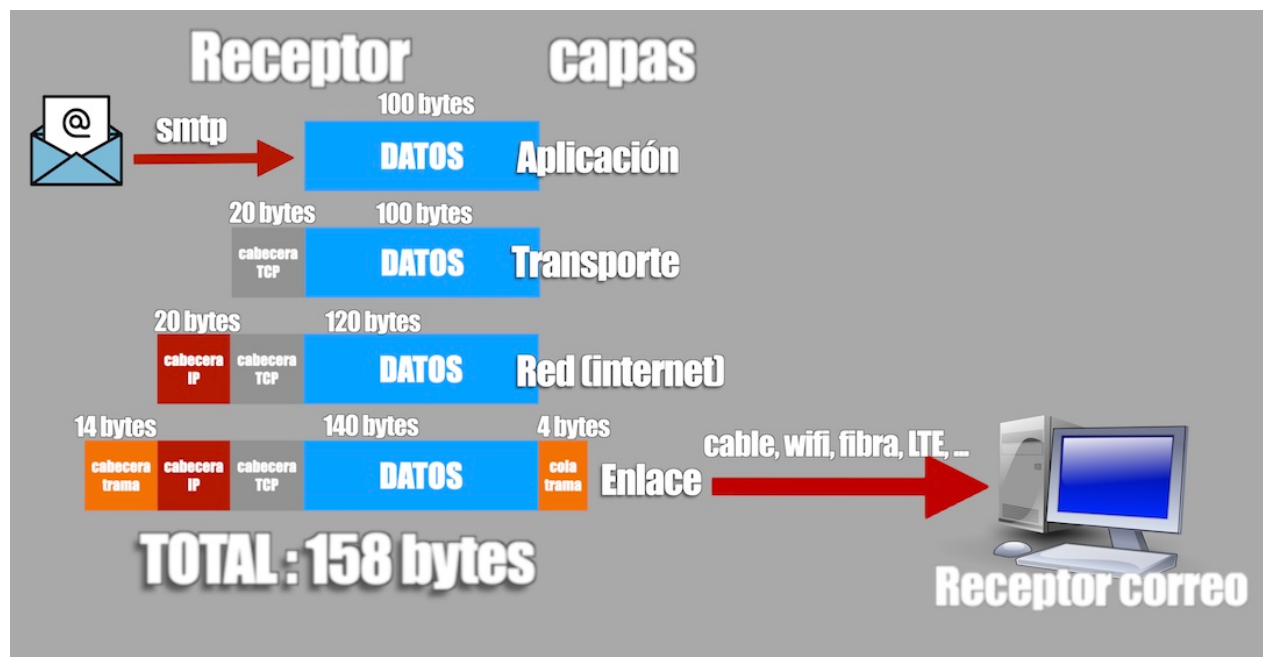 Receptor capas
@
smtp
100 bytes
DATOS
Aplicación
20 bytes 100 bytes
cabecera
TCP
DATOS
Transporte
20 bytes 120 bytes
cabecera
IP
cabecera
TCP
DATOS
Red (internet)
14 bytes 140 bytes 4 bytes
cabecera
trama
cabecera
IP
cabecera
TCP
DATOS
cola
trama
Enlace
cable, wifi, fibra, LTE, ...
TOTAL : 158 bytes
Receptor correo